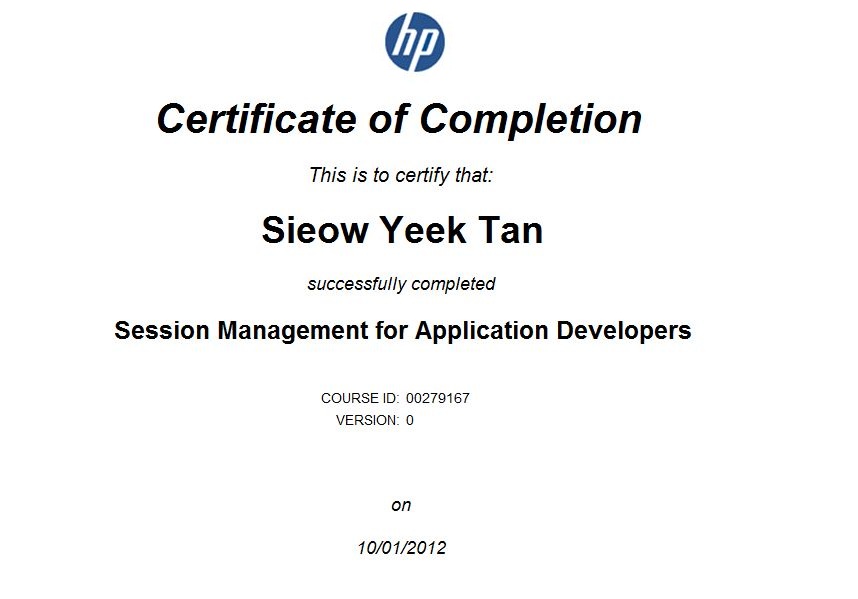 hp
Certificate of Completion
This is to certify that:
Sieow Yeek Tan
successfully completed
Session Management for Application Developers
COURSE ID: 00279167
VERSION: 0
on
10/01/2012